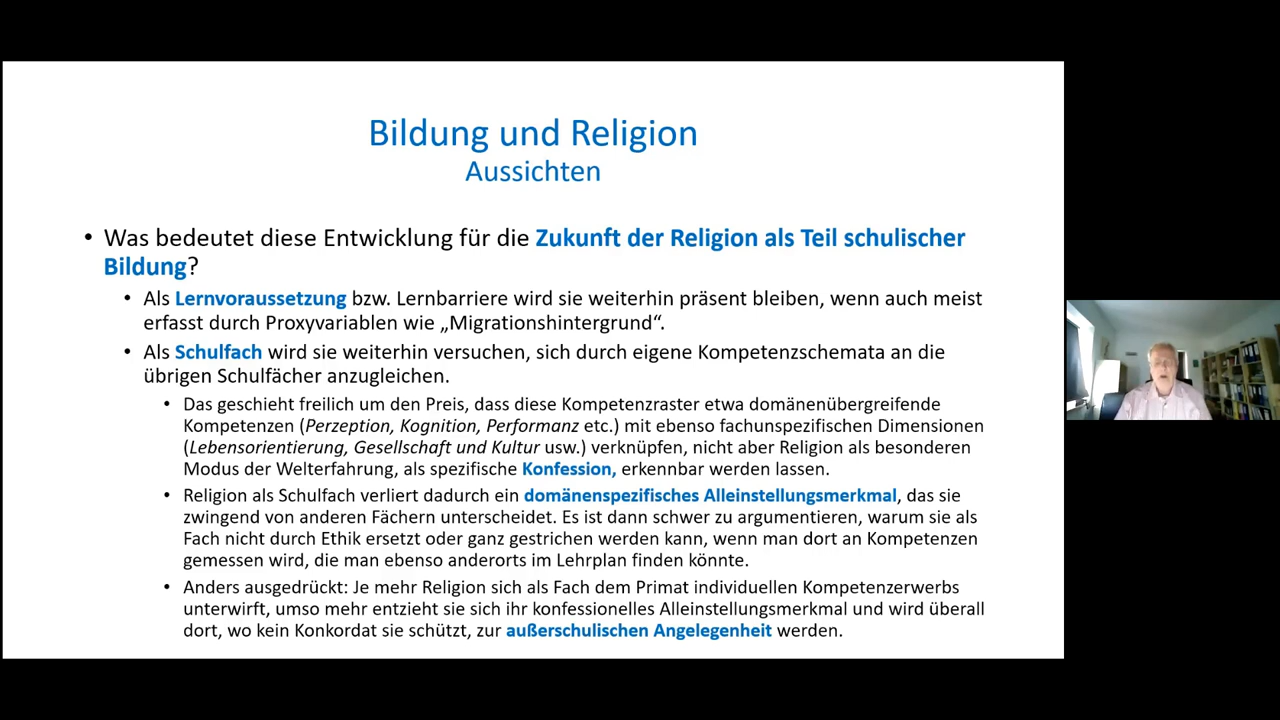 Bildung und Religion
Aussichten
• Was bedeutet diese Entwicklung für die Zukunft der Religion als Teil schulischer
Bildung?
• Als Lernvoraussetzung bzw. Lernbarriere wird sie weiterhin präsent bleiben, wenn auch meist
erfasst durch Proxyvariablen wie „Migrationshintergrund“.
• Als Schulfach wird sie weiterhin versuchen, sich durch eigene Kompetenzschemata an die
übrigen Schulfächer anzugleichen.
• Das geschieht freilich um den Preis, dass diese Kompetenzraster etwa domänenübergreifende
Kompetenzen (Perzeption, Kognition, Performanz etc.) mit ebenso fachunspezifischen Dimensionen
(Lebensorientierung, Gesellschaft und Kultur usw.) verknüpfen, nicht aber Religion als besonderen
Modus der Welterfahrung, als spezifische Konfession, erkennbar werden lassen.
• Religion als Schulfach verliert dadurch ein domänenspezifisches Alleinstellungsmerkmal, das sie
zwingend von anderen Fächern unterscheidet. Es ist dann schwer zu argumentieren, warum sie als
Fach nicht durch Ethik ersetzt oder ganz gestrichen werden kann, wenn man dort an Kompetenzen
gemessen wird, die man ebenso anderorts im Lehrplan finden könnte.
• Anders ausgedrückt: Je mehr Religion sich als Fach dem Primat individuellen Kompetenzerwerbs
unterwirft, umso mehr entzieht sie sich ihr konfessionelles Alleinstellungsmerkmal und wird überall
dort, wo kein Konkordat sie schützt, zur außerschulischen Angelegenheit werden.